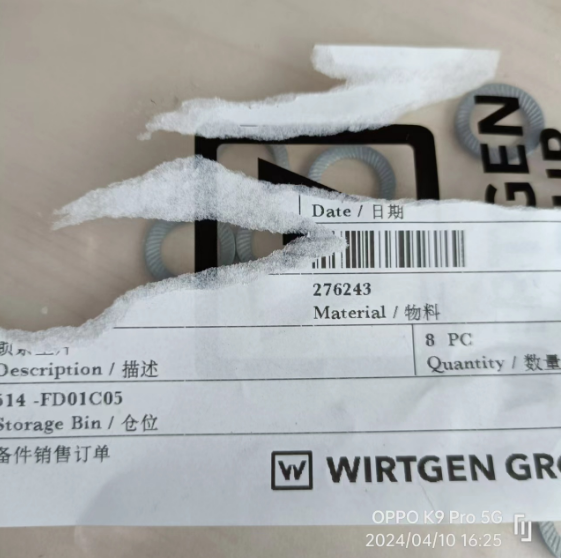 GEN
Date / 日期
276243
Material / 物料
8 PC
Description / 描述
Quantity / 数量
514 -FD01C05
Storage Bin / 仓位
备件销售订单
W WIRTGEN GRO
OPPO K9 Pro 5G
2024/04/10 16:25